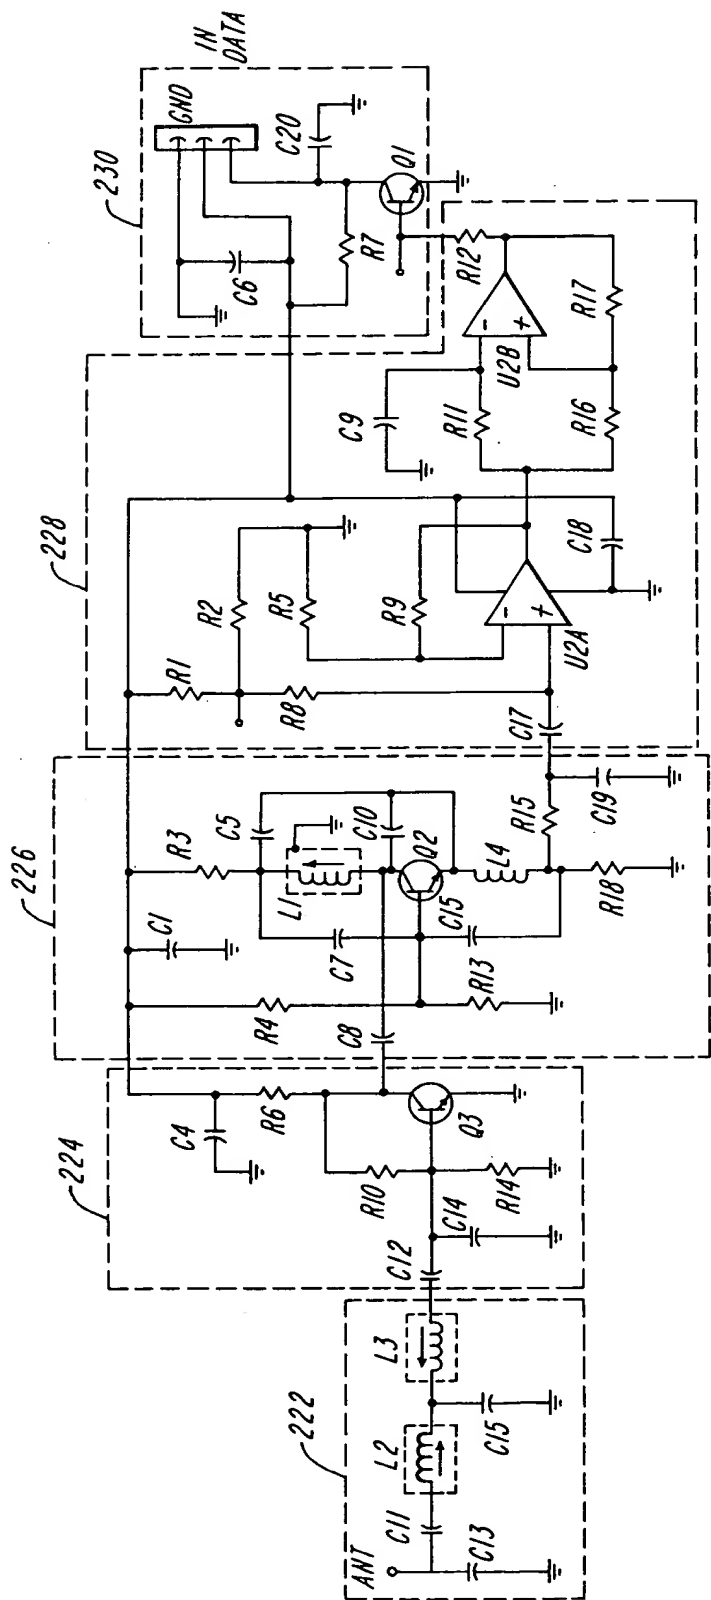 ANT
222
C11
C13
L2
C15
L3
224
C12
C14
R10
R14
C4
R6
Q3
226
C8
C1
R4
R13
R3
C7
C5
L1
C10
Q2
C15
L4
R15
R18
C19
228
C17
R1
R2
R8
R5
R9
-
+
U2A
C18
C9
R11
R16
-
+
U2B
R12
R17
230
GND
C6
R7
C20
Q1
IN
DATA